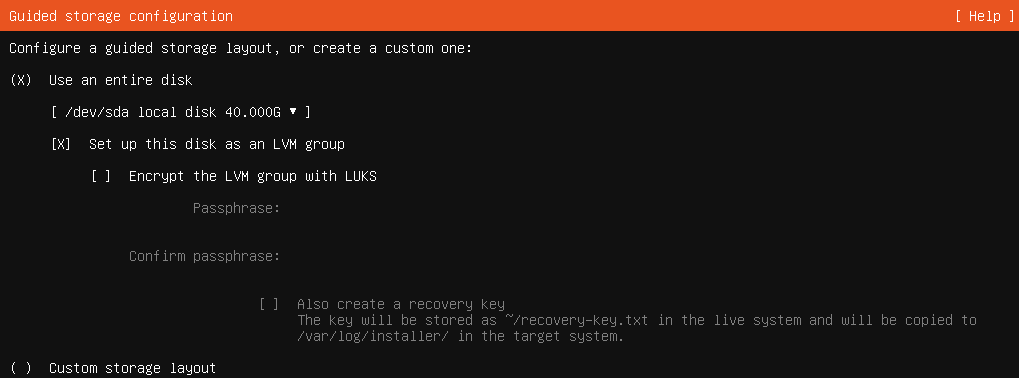 Guided storage configuration [ Help ]
Configure a guided storage layout, or create a custom one:
(X) Use an entire disk
[ /dev/sda local disk 40.000G ▾ ]
[X] Set up this disk as an LVM group
[ ] Encrypt the LVM group with LUKS
Passphrase:
Confirm passphrase:
[ ] Also create a recovery key
The key will be stored as ~/recovery-key.txt in the live system and will be copied to
/var/log/installer/ in the target system.
( ) Custom storage layout